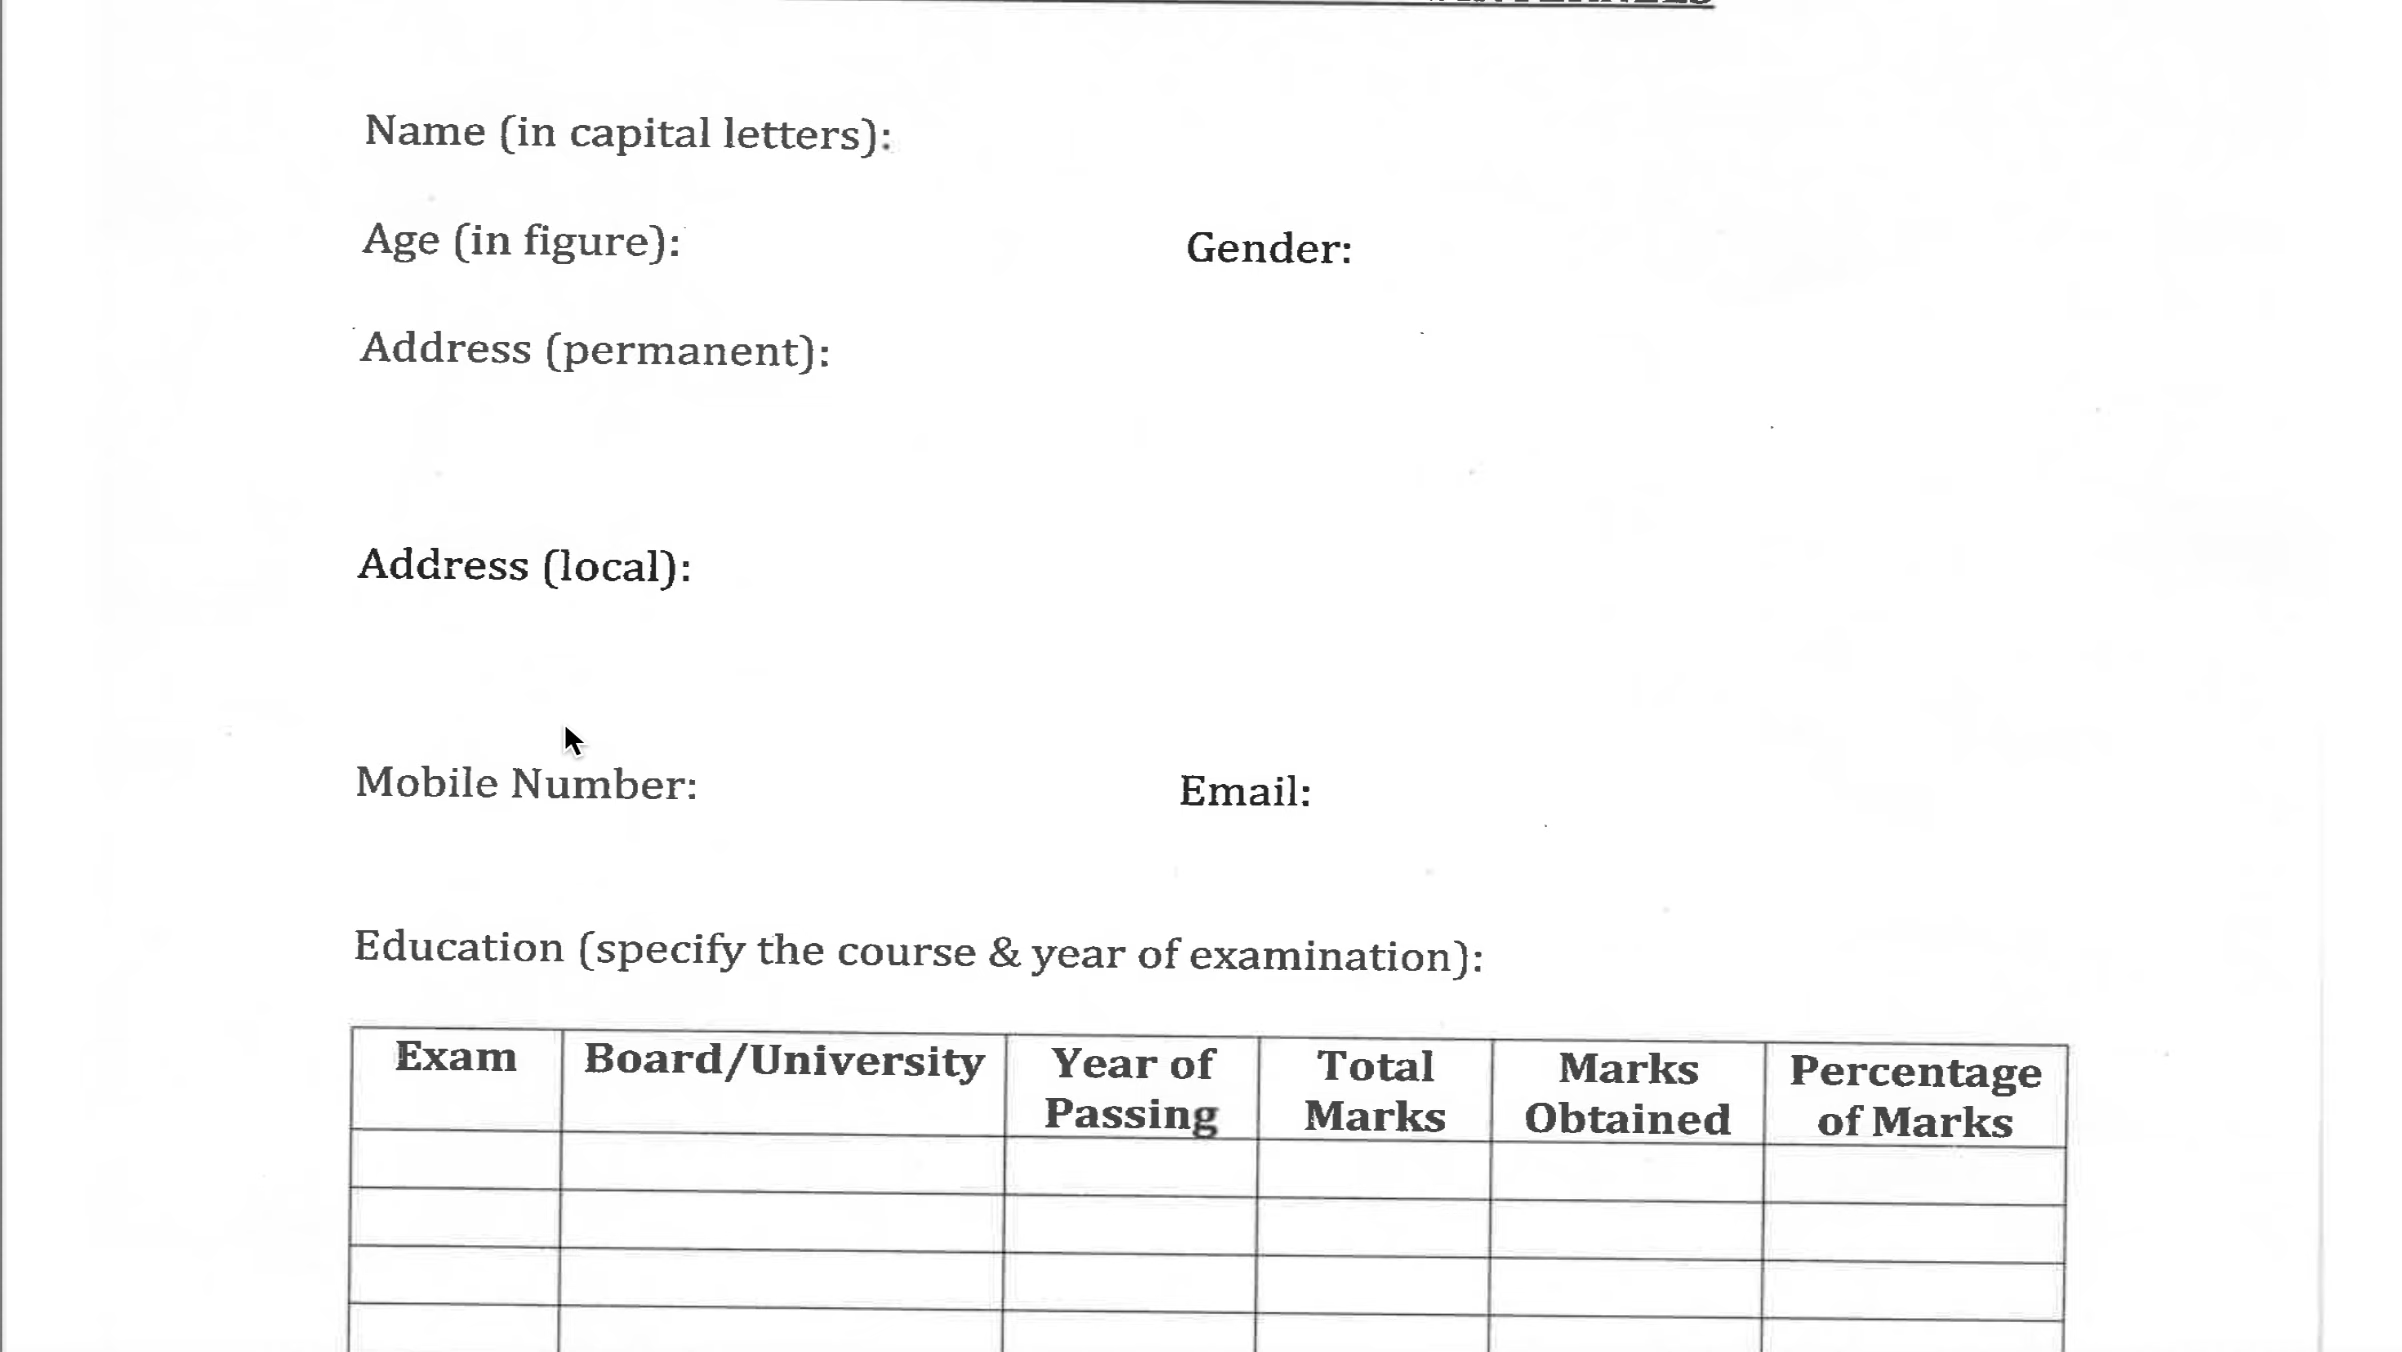 Name (in capital letters):
Age (in figure): Gender:
Address (permanent):
Address (local):
Mobile Number: Email:
Education (specify the course & year of examination):
Exam Board/University Year of Passing Total Marks Marks Obtained Percentage of Marks